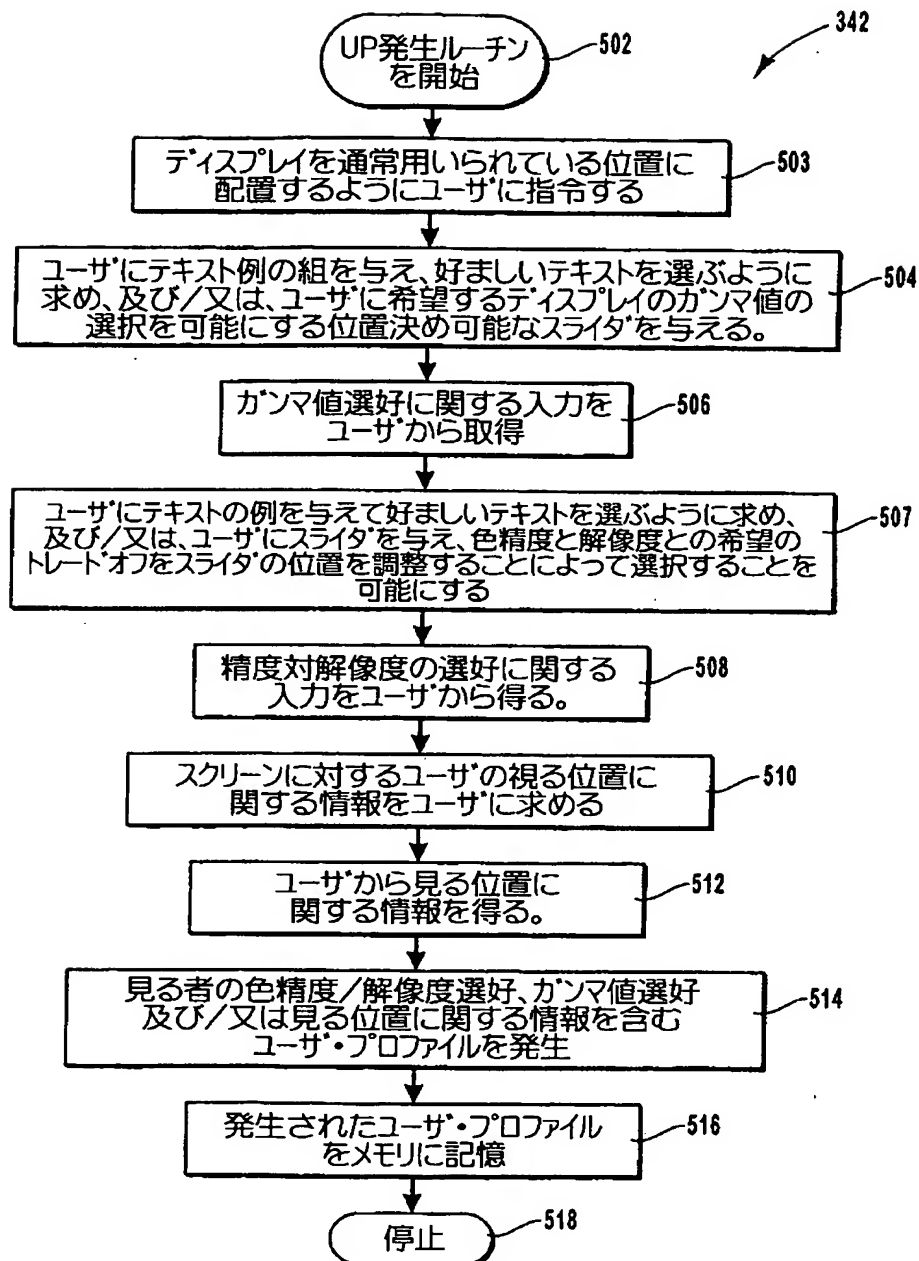 342
UP発生ルーチン
を開始
502
ディスプレイを通常用いられている位置に
配置するようにユーザに指令する
503
ユーザにテキスト例の組を与え、好ましいテキストを選ぶように
求め、及び/又は、ユーザに希望するディスプレイのガンマ値の
選択を可能にする位置決め可能なスライダを与える。
504
ガンマ値選好に関する入力を
ユーザから取得
506
ユーザにテキストの例を与えて好ましいテキストを選ぶように求め、
及び/又は、ユーザにスライダを与え、色精度と解像度との希望の
トレードオフをスライダの位置を調整することによって選択することを
可能にする
507
精度対解像度の選好に関する
入力をユーザから得る。
508
スクリーンに対するユーザの視る位置に
関する情報をユーザに求める
510
ユーザから見る位置に
関する情報を得る。
512
見る者の色精度/解像度選好、ガンマ値選好
及び/又は見る位置に関する情報を含む
ユーザ・プロファイルを発生
514
発生されたユーザ・プロファイル
をメモリに記憶
516
停止
518